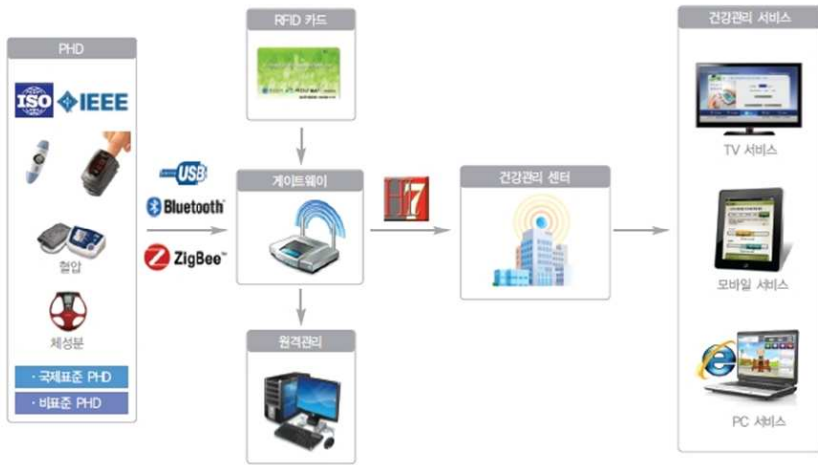 PHD
ISO
IEEE
혈압
체성분
· 국제표준 PHD
· 비표준 PHD
USB
Bluetooth
ZigBee™
RFID 카드
게이트웨이
원격관리
H7
건강관리 센터
건강관리 서비스
TV 서비스
모바일 서비스
PC 서비스